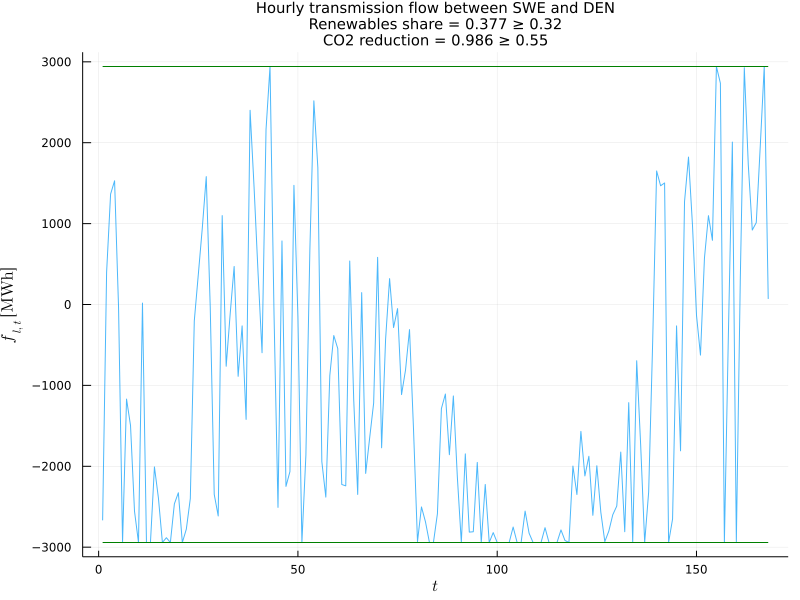 Hourly transmission flow between SWE and DEN
Renewables share = 0.377 ≥ 0.32
CO2 reduction = 0.986 ≥ 0.55
3000
2000
1000
0
−1000
−2000
−3000
f_{l,t} [MWh]
0
50
100
150
t